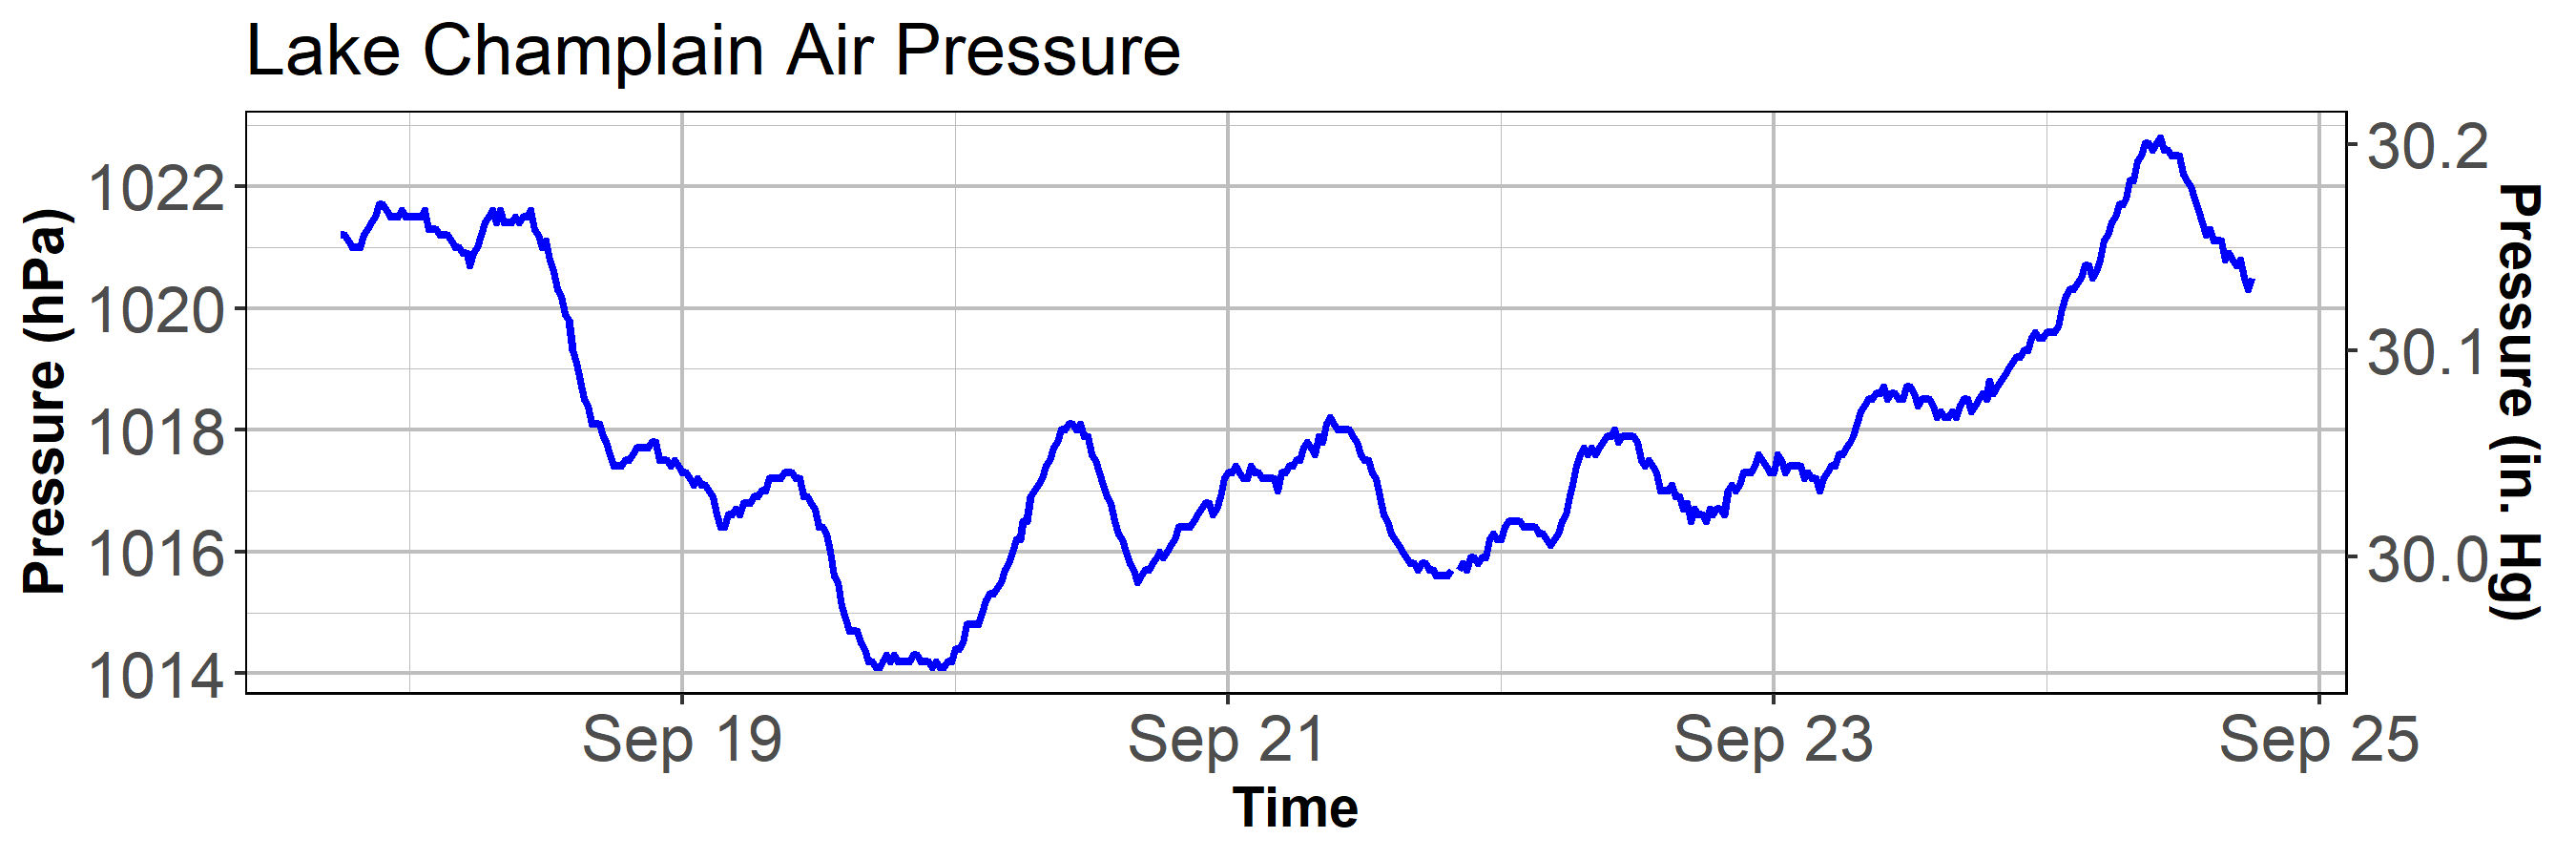 Lake Champlain Air Pressure
Pressure (hPa)
1022
1020
1018
1016
1014
30.2
30.1
30.0
Pressure (in. Hg)
Sep 19 Sep 21 Sep 23 Sep 25
Time